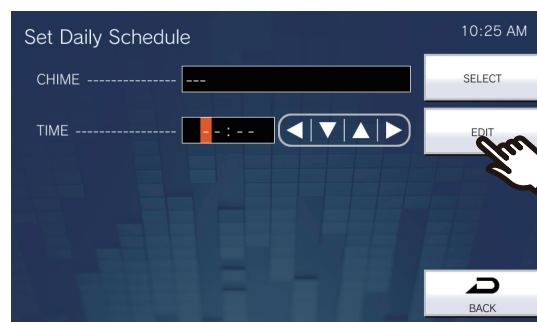 Set Daily Schedule
10:25 AM
CHIME --------------- ---
SELECT
TIME ----------------- --:--
EDIT
BACK